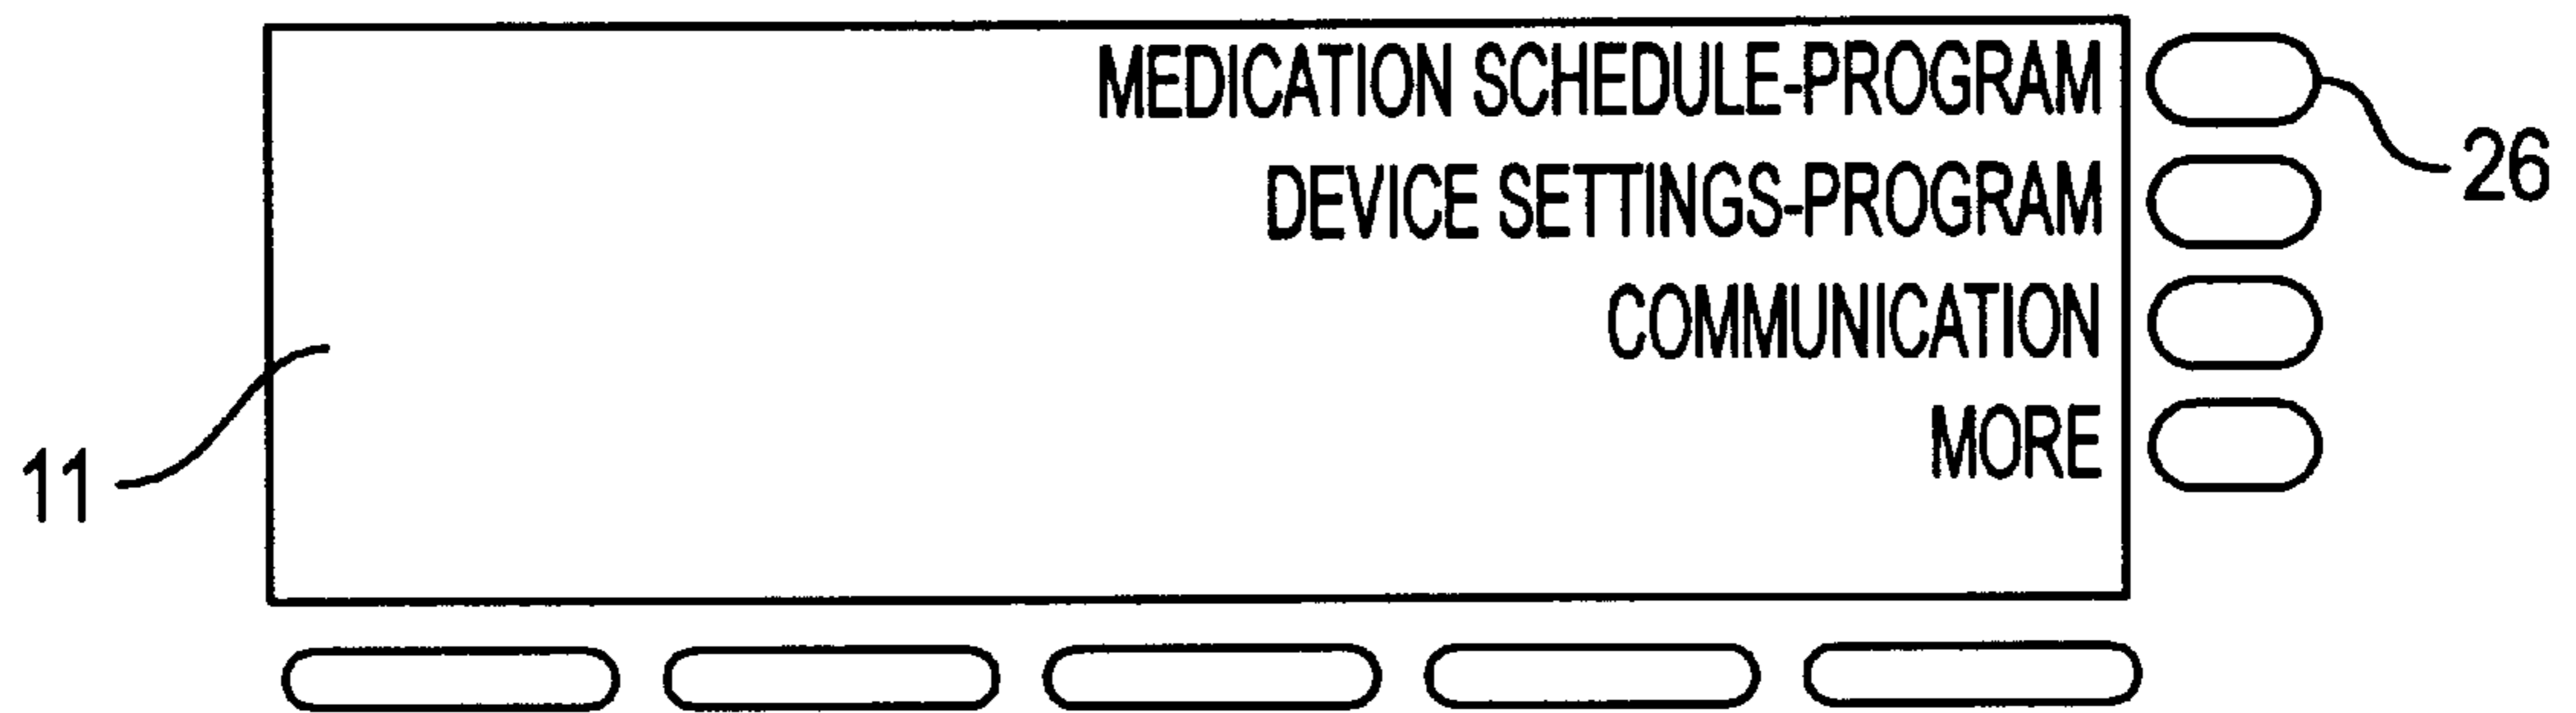 MEDICATION SCHEDULE-PROGRAM
26
DEVICE SETTINGS-PROGRAM
COMMUNICATION
MORE
11